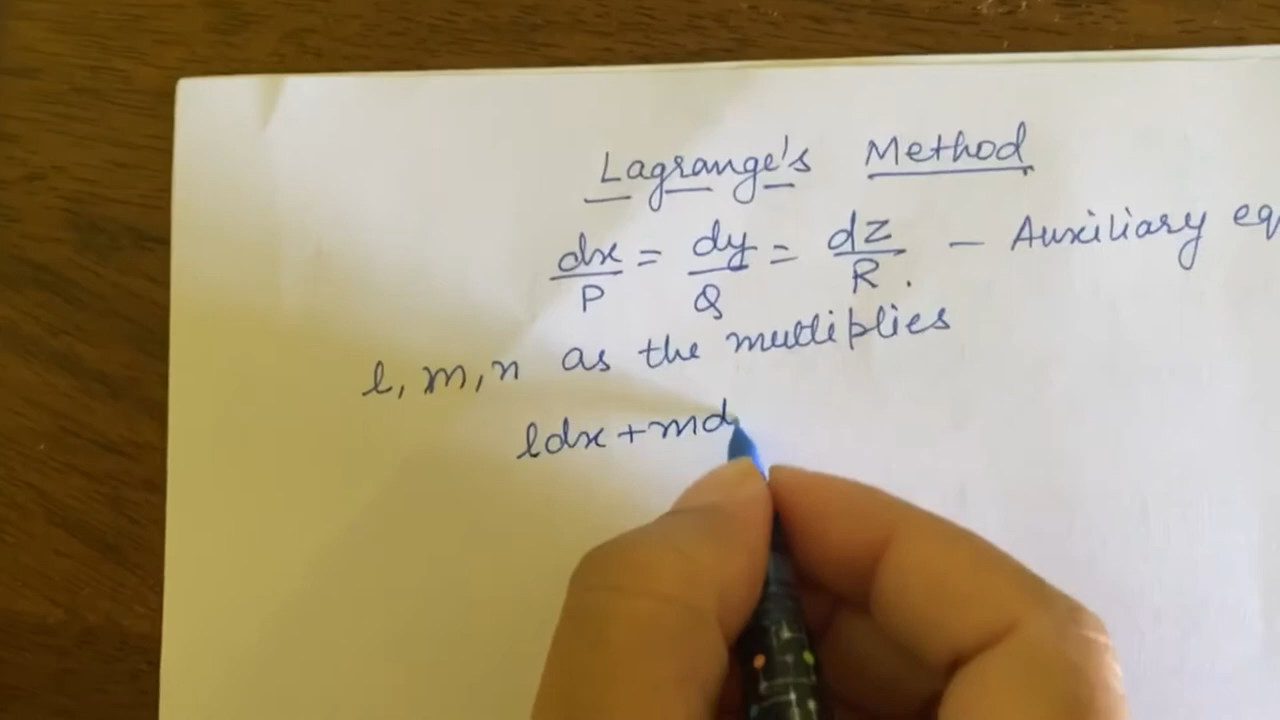 Lagrange's Method
dx/P = dy/Q = dz/R. — Auxiliary eq
l, m, n as the multiplies
ldx + md